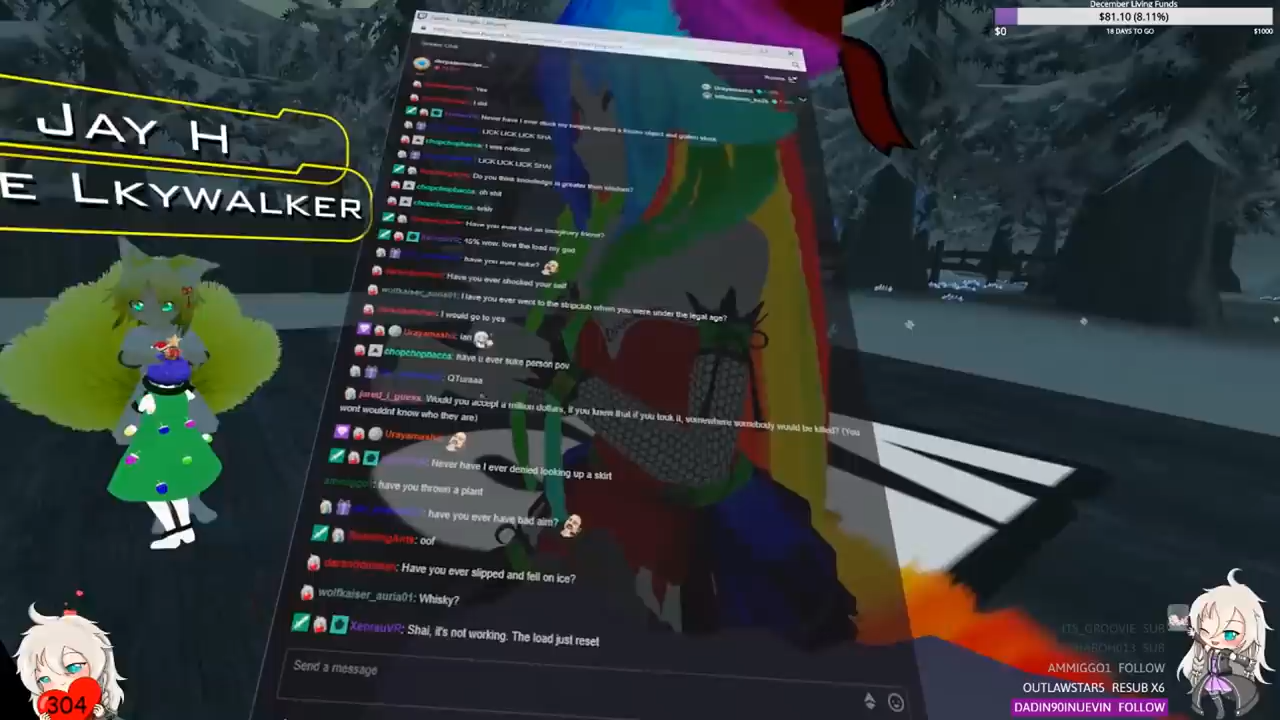 December Living Funds
$81.10 (8.11%)
$0
18 DAYS TO GO
$1000
JAY H
E LKYWALKER
Yes
I did
Never have I ever stuck my tongue against a frozen object and gotten stuck
LICK LICK LICK SHA
chopchopbacca: I was noticed!
LICK LICK LICK SHA!
Do you think knowledge is greater then wisdom?
chopchopbacca: oh shit
chopchopbacca:
Have you ever had an imaginary friend?
40% wow. love the load my god
have you ever suke?
Have you ever shocked your self
wolfkaiser_auria01: Have you ever went to the stripclub when you were under the legal age?
I would go to yes
Urayamashii: Ian
chopchopbacca: have u ever suke person pov
QTuraaa
jared_i_guess: Would you accept a million dollars, if you knew that if you took it, somewhere somebody would be killed? (You
wont wouldnt know who they are)
Urayamashii:
Never have I ever denied looking up a skirt
ammiggo1: have you thrown a plant
have you ever have bad aim?
oof
Have you ever slipped and fell on ice?
wolfkaiser_auria01: Whisky?
XenrauVR: Shai, it's not working. The load just reset
Send a message
304
ITS_GROOVIE SUB
SUB
AMMIGGO1 FOLLOW
OUTLAWSTAR5 RESUB X6
DADIN90INUEVIN FOLLOW